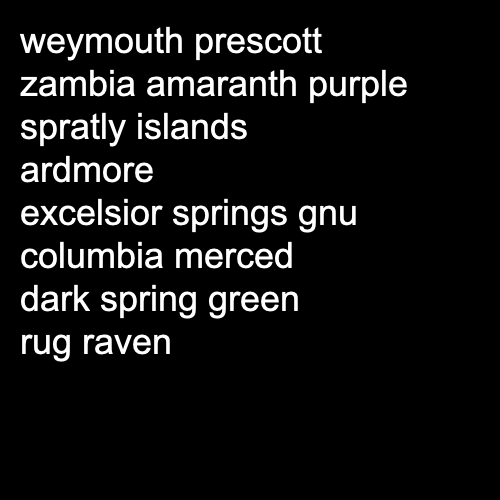 weymouth prescott
zambia amaranth purple
spratly islands
ardmore
excelsior springs gnu
columbia merced
dark spring green
rug raven